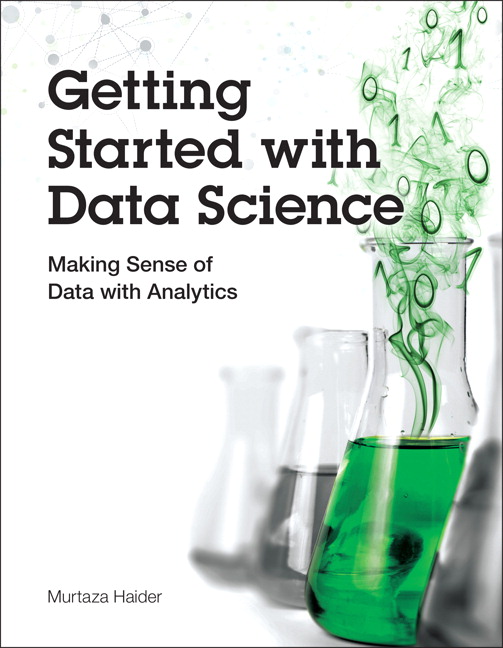 Getting
Started with
Data Science
Making Sense of
Data with Analytics
Murtaza Haider